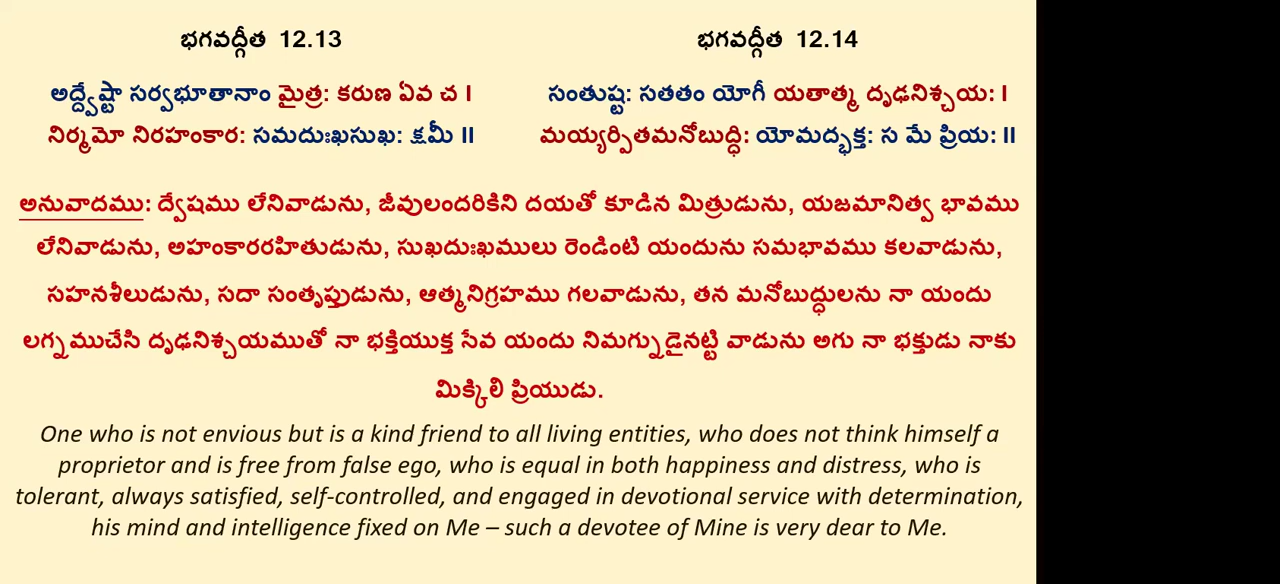 భగవద్గీత 12.13
అద్ద్వేష్టా సర్వభూతానాం మైత్ర: కరుణ ఏవ చ I
నిర్మమో నిరహంకార: సమదుఃఖసుఖ: క్షమీ II
భగవద్గీత 12.14
సంతుష్ట: సతతం యోగీ యతాత్మ దృఢనిశ్చయ: I
మయ్యర్పితమనోబుద్ధి: యోమద్భక్త: స మే ప్రియ: II
అనువాదము: ద్వేషము లేనివాడును, జీవులందరికిని దయతో కూడిన మిత్రుడును, యజమానిత్వ భావము
లేనివాడును, అహంకారరహితుడును, సుఖదుఃఖములు రెండింటి యందును సమభావము కలవాడును,
సహనశీలుడును, సదా సంతృప్తుడును, ఆత్మనిగ్రహము గలవాడును, తన మనోబుద్ధులను నా యందు
లగ్నముచేసి దృఢనిశ్చయముతో నా భక్తియుక్త సేవ యందు నిమగ్నుడైనట్టి వాడును అగు నా భక్తుడు నాకు
మిక్కిలి ప్రియుడు.
One who is not envious but is a kind friend to all living entities, who does not think himself a
proprietor and is free from false ego, who is equal in both happiness and distress, who is
tolerant, always satisfied, self-controlled, and engaged in devotional service with determination,
his mind and intelligence fixed on Me – such a devotee of Mine is very dear to Me.